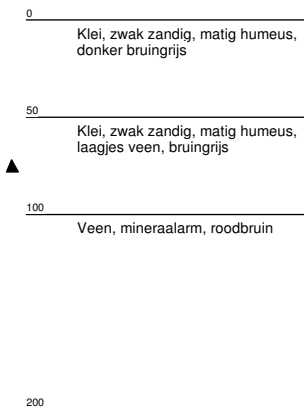 0
Klei, zwak zandig, matig humeus,
donker bruingrijs
50
Klei, zwak zandig, matig humeus,
laagjes veen, bruingrijs
100
Veen, mineraalarm, roodbruin
200